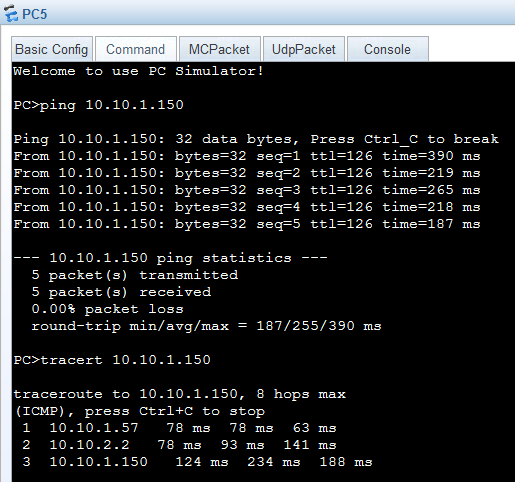 PC5
Basic Config Command MCPacket UdpPacket Console
Welcome to use PC Simulator!
PC>ping 10.10.1.150
Ping 10.10.1.150: 32 data bytes, Press Ctrl_C to break
From 10.10.1.150: bytes=32 seq=1 ttl=126 time=390 ms
From 10.10.1.150: bytes=32 seq=2 ttl=126 time=219 ms
From 10.10.1.150: bytes=32 seq=3 ttl=126 time=265 ms
From 10.10.1.150: bytes=32 seq=4 ttl=126 time=218 ms
From 10.10.1.150: bytes=32 seq=5 ttl=126 time=187 ms
--- 10.10.1.150 ping statistics ---
5 packet(s) transmitted
5 packet(s) received
0.00% packet loss
round-trip min/avg/max = 187/255/390 ms
PC>tracert 10.10.1.150
traceroute to 10.10.1.150, 8 hops max
(ICMP), press Ctrl+C to stop
1 10.10.1.57 78 ms 78 ms 63 ms
2 10.10.2.2 78 ms 93 ms 141 ms
3 10.10.1.150 124 ms 234 ms 188 ms